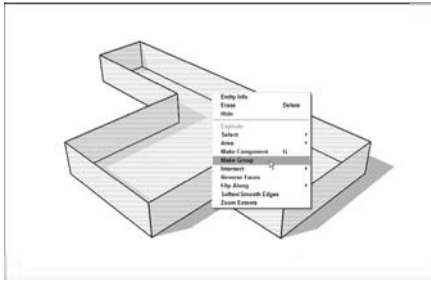 Entity Info
Erase Delete
Hide
Explode
Select
Area
Make Component G
Make Group
Intersect
Reverse Faces
Flip Along
Soften/Smooth Edges
Zoom Extents